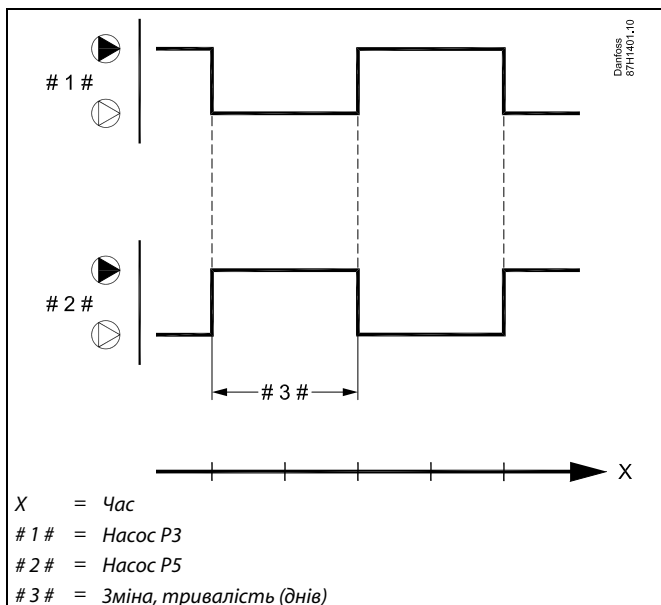 Danfoss
87H1401.10
# 1 #
# 2 #
# 3 #
X
X = Час
# 1 # = Насос P3
# 2 # = Насос P5
# 3 # = Зміна, тривалість (днів)